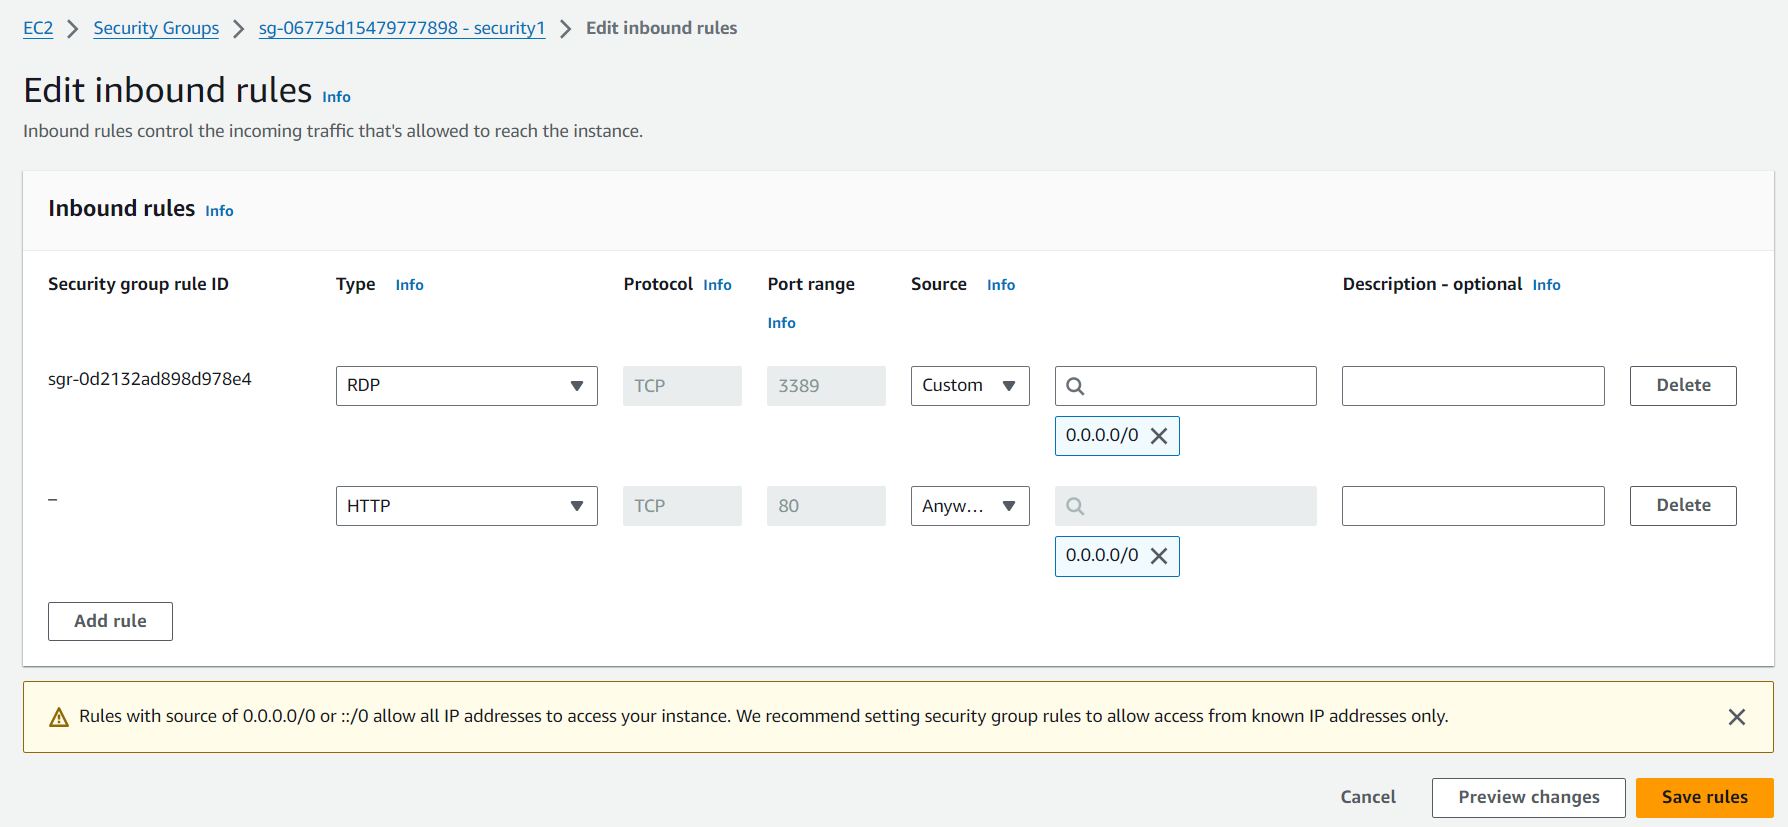 EC2 Security Groups sg-06775d15479777898 - security1 Edit inbound rules
Edit inbound rules Info
Inbound rules control the incoming traffic that's allowed to reach the instance.
Inbound rules Info
Security group rule ID Type Info Protocol Info Port range Source Info Description - optional Info
Info
sgr-0d2132ad898d978e4 RDP TCP 3389 Custom Delete
0.0.0.0/0
– HTTP TCP 80 Anyw... Delete
0.0.0.0/0
Add rule
Rules with source of 0.0.0.0/0 or ::/0 allow all IP addresses to access your instance. We recommend setting security group rules to allow access from known IP addresses only.
Cancel Preview changes Save rules